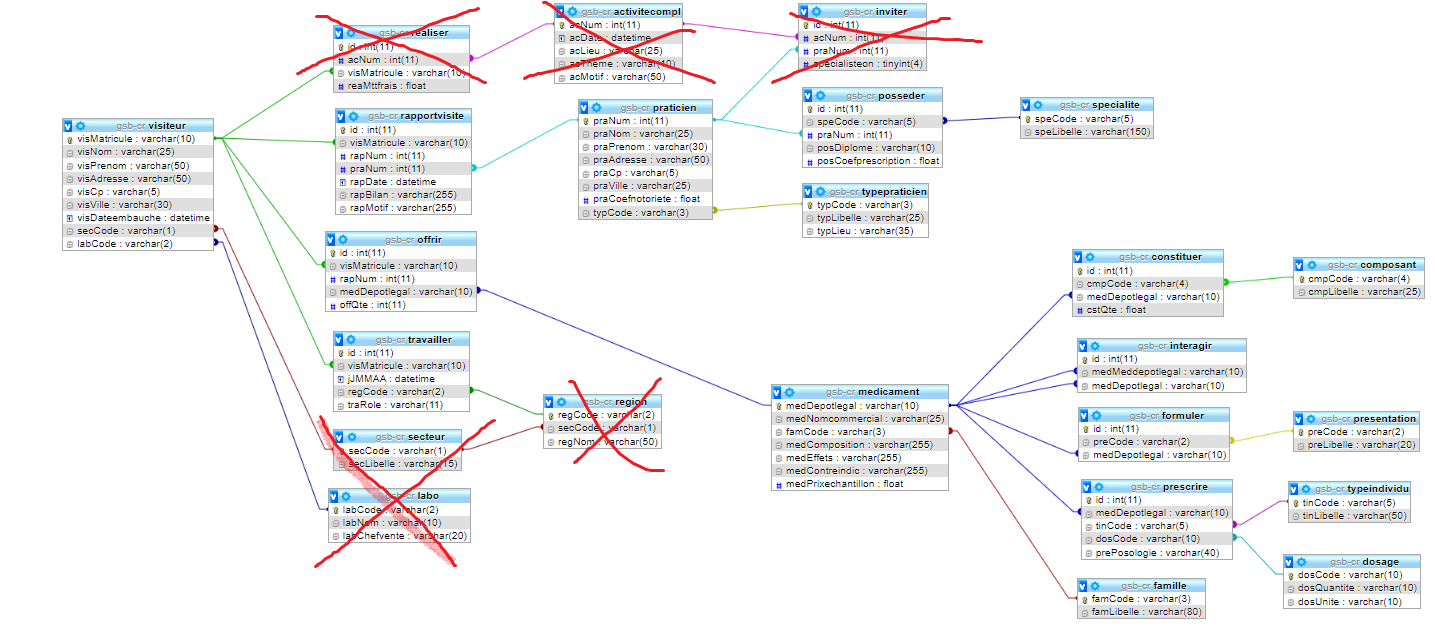 gsb-cr visiteur
visMatricule : varchar(10)
visNom : varchar(25)
visPrenom : varchar(50)
visAdresse : varchar(50)
visCp : varchar(5)
visVille : varchar(30)
visDateembauche : datetime
secCode : varchar(1)
labCode : varchar(2)
gsb-cr realiser
id : int(11)
acNum : int(11)
visMatricule : varchar(10)
reaMttfrais : float
gsb-cr rapportvisite
id : int(11)
visMatricule : varchar(10)
rapNum : int(11)
praNum : int(11)
rapDate : datetime
rapBilan : varchar(255)
rapMotif : varchar(255)
gsb-cr offrir
id : int(11)
visMatricule : varchar(10)
rapNum : int(11)
medDepotlegal : varchar(10)
offQte : int(11)
gsb-cr travailler
id : int(11)
visMatricule : varchar(10)
jJMMAA : datetime
regCode : varchar(2)
traRole : varchar(11)
gsb-cr secteur
secCode : varchar(1)
secLibelle : varchar(15)
gsb-cr labo
labCode : varchar(2)
labNom : varchar(10)
labChefvente : varchar(20)
gsb-cr activitecompl
acNum : int(11)
acDate : datetime
acLieu : varchar(25)
acTheme : varchar(10)
acMotif : varchar(50)
gsb-cr praticien
praNum : int(11)
praNom : varchar(25)
praPrenom : varchar(30)
praAdresse : varchar(50)
praCp : varchar(5)
praVille : varchar(25)
praCoefnotoriete : float
typCode : varchar(3)
gsb-cr region
regCode : varchar(2)
secCode : varchar(1)
regNom : varchar(50)
gsb-cr inviter
id : int(11)
acNum : int(11)
praNum : int(11)
specialisteon : tinyint(4)
gsb-cr posseder
id : int(11)
speCode : varchar(5)
praNum : int(11)
posDiplome : varchar(10)
posCoefprescription : float
gsb-cr specialite
speCode : varchar(5)
speLibelle : varchar(150)
gsb-cr typepraticien
typCode : varchar(3)
typLibelle : varchar(25)
typLieu : varchar(35)
gsb-cr medicament
medDepotlegal : varchar(10)
medNomcommercial : varchar(25)
famCode : varchar(3)
medComposition : varchar(255)
medEffets : varchar(255)
medContreindic : varchar(255)
medPrixechantillon : float
gsb-cr constituer
id : int(11)
cmpCode : varchar(4)
medDepotlegal : varchar(10)
cstQte : float
gsb-cr composant
cmpCode : varchar(4)
cmpLibelle : varchar(25)
gsb-cr interagir
id : int(11)
medMeddepotlegal : varchar(10)
medDepotlegal : varchar(10)
gsb-cr formuler
id : int(11)
preCode : varchar(2)
medDepotlegal : varchar(10)
gsb-cr presentation
preCode : varchar(2)
preLibelle : varchar(20)
gsb-cr prescrire
id : int(11)
medDepotlegal : varchar(10)
tinCode : varchar(5)
dosCode : varchar(10)
prePosologie : varchar(40)
gsb-cr typeindividu
tinCode : varchar(5)
tinLibelle : varchar(50)
gsb-cr dosage
dosCode : varchar(10)
dosQuantite : varchar(10)
dosUnite : varchar(10)
gsb-cr famille
famCode : varchar(3)
famLibelle : varchar(80)